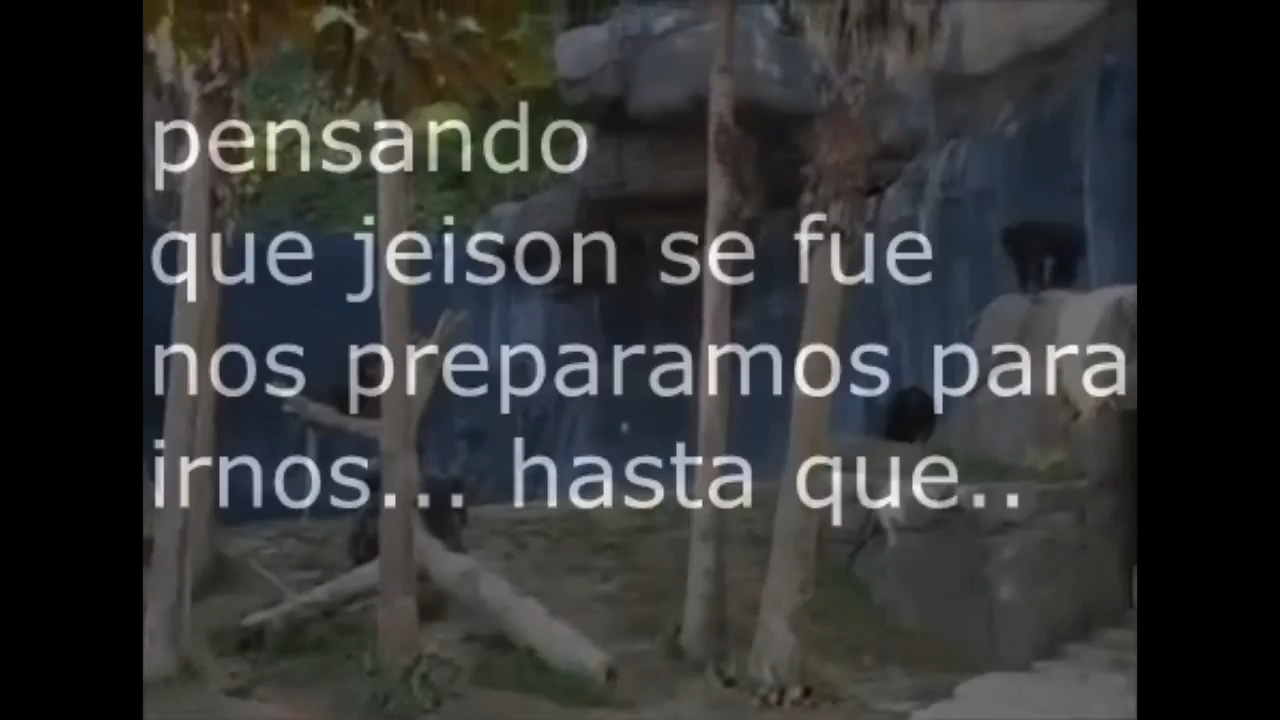 pensando
que jeison se fue
nos preparamos para
irnos... hasta que..